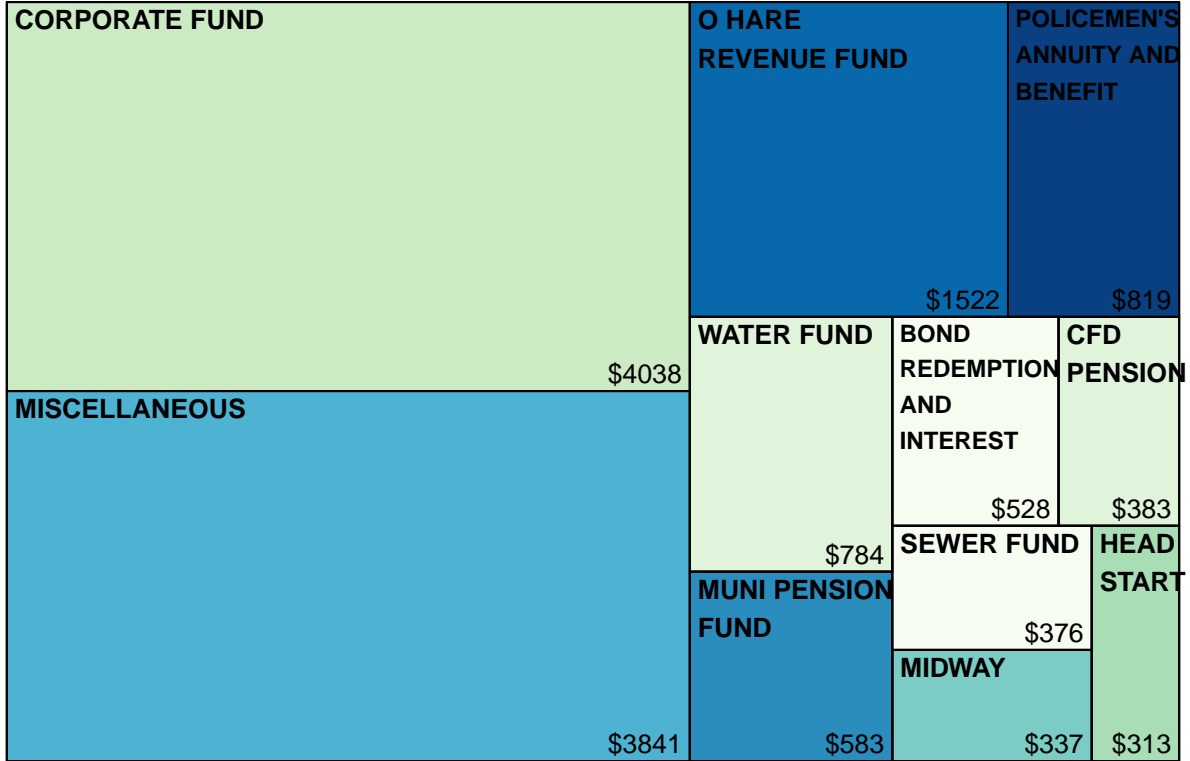 CORPORATE FUND
$4038
MISCELLANEOUS
$3841
O HARE
REVENUE FUND
$1522
POLICEMEN'S
ANNUITY AND
BENEFIT
$819
WATER FUND
$784
MUNI PENSION
FUND
$583
BOND
REDEMPTION
AND
INTEREST
$528
CFD
PENSION
$383
SEWER FUND
$376
MIDWAY
$337
HEAD
START
$313